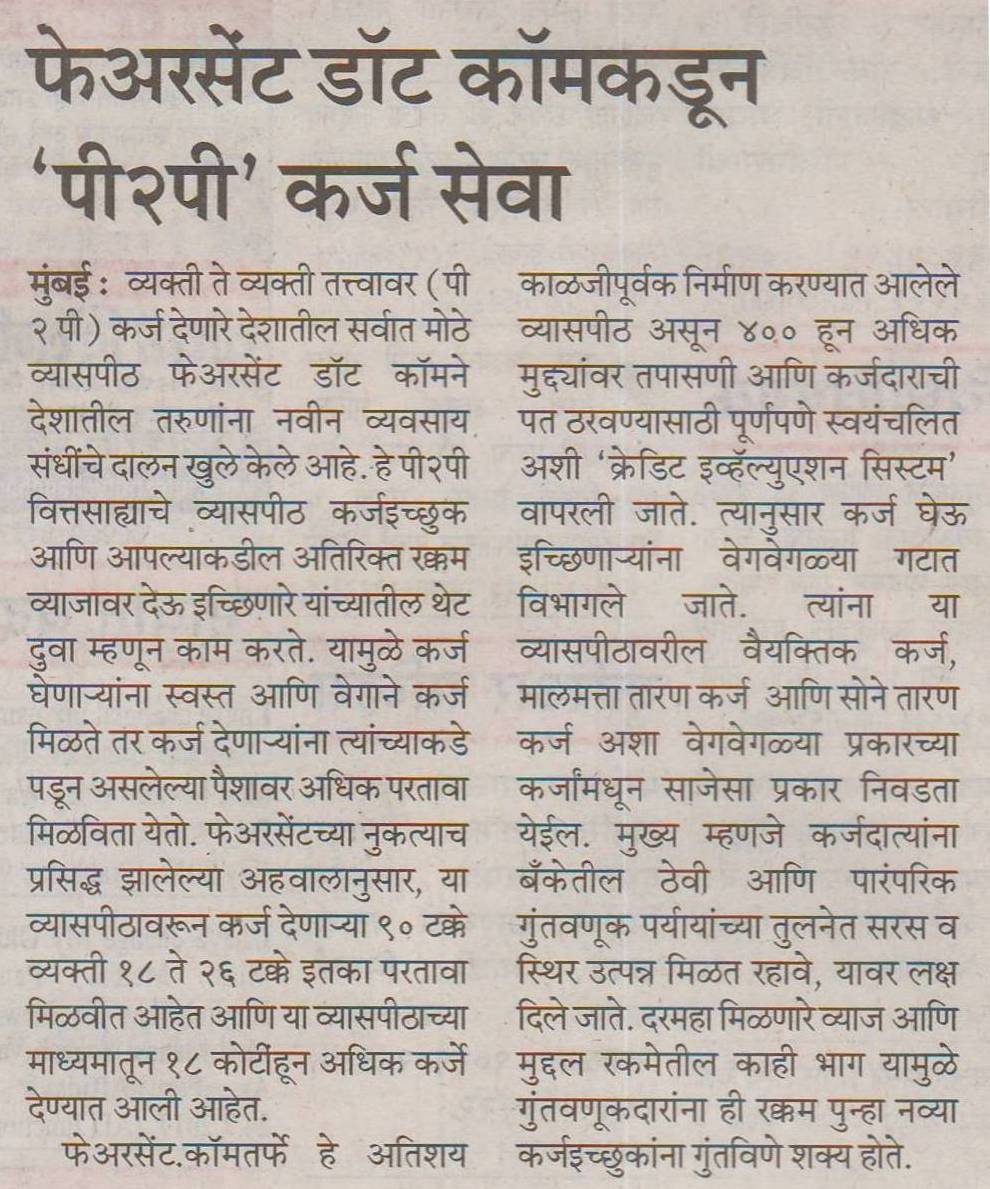 फेअरसेंट डॉट कॉमकडून
‘पी२पी’ कर्ज सेवा
मुंबई : व्यक्ती ते व्यक्ती तत्त्वावर (पी
२ पी) कर्ज देणारे देशातील सर्वात मोठे
व्यासपीठ फेअरसेंट डॉट कॉमने
देशातील तरुणांना नवीन व्यवसाय
संधींचे दालन खुले केले आहे. हे पी२पी
वित्तसाह्याचे व्यासपीठ कर्जइच्छुक
आणि आपल्याकडील अतिरिक्त रक्कम
व्याजावर देऊ इच्छिणारे यांच्यातील थेट
दुवा म्हणून काम करते. यामुळे कर्ज
घेणाऱ्यांना स्वस्त आणि वेगाने कर्ज
मिळते तर कर्ज देणाऱ्यांना त्यांच्याकडे
पडून असलेल्या पैशावर अधिक परतावा
मिळविता येतो. फेअरसेंटच्या नुकत्याच
प्रसिद्ध झालेल्या अहवालानुसार, या
व्यासपीठावरून कर्ज देणाऱ्या ९० टक्के
व्यक्ती १८ ते २६ टक्के इतका परतावा
मिळवीत आहेत आणि या व्यासपीठाच्या
माध्यमातून १८ कोटींहून अधिक कर्जे
देण्यात आली आहेत.
फेअरसेंट.कॉमतर्फे हे अतिशय
काळजीपूर्वक निर्माण करण्यात आलेले
व्यासपीठ असून ४०० हून अधिक
मुद्द्यांवर तपासणी आणि कर्जदाराची
पत ठरवण्यासाठी पूर्णपणे स्वयंचलित
अशी ‘क्रेडिट इव्हॅल्युएशन सिस्टम’
वापरली जाते. त्यानुसार कर्ज घेऊ
इच्छिणाऱ्यांना वेगवेगळ्या गटात
विभागले जाते. त्यांना या
व्यासपीठावरील वैयक्तिक कर्ज,
मालमत्ता तारण कर्ज आणि सोने तारण
कर्ज अशा वेगवेगळ्या प्रकारच्या
कर्जांमधून साजेसा प्रकार निवडता
येईल. मुख्य म्हणजे कर्जदात्यांना
बँकेतील ठेवी आणि पारंपरिक
गुंतवणूक पर्यायांच्या तुलनेत सरस व
स्थिर उत्पन्न मिळत रहावे, यावर लक्ष
दिले जाते. दरमहा मिळणारे व्याज आणि
मुद्दल रकमेतील काही भाग यामुळे
गुंतवणूकदारांना ही रक्कम पुन्हा नव्या
कर्जइच्छुकांना गुंतविणे शक्य होते.